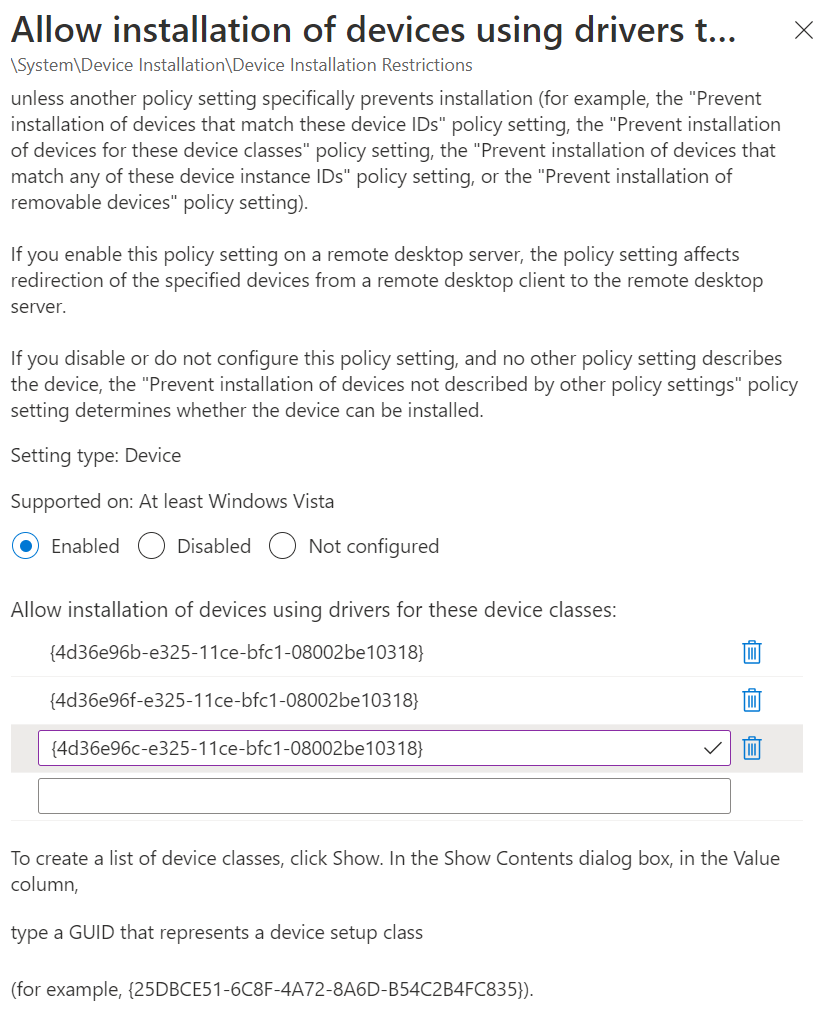 Allow installation of devices using drivers t...
\System\Device Installation\Device Installation Restrictions
unless another policy setting specifically prevents installation (for example, the "Prevent
installation of devices that match these device IDs" policy setting, the "Prevent installation
of devices for these device classes" policy setting, the "Prevent installation of devices that
match any of these device instance IDs" policy setting, or the "Prevent installation of
removable devices" policy setting).
If you enable this policy setting on a remote desktop server, the policy setting affects
redirection of the specified devices from a remote desktop client to the remote desktop
server.
If you disable or do not configure this policy setting, and no other policy setting describes
the device, the "Prevent installation of devices not described by other policy settings" policy
setting determines whether the device can be installed.
Setting type: Device
Supported on: At least Windows Vista
Enabled Disabled Not configured
Allow installation of devices using drivers for these device classes:
{4d36e96b-e325-11ce-bfc1-08002be10318}
{4d36e96f-e325-11ce-bfc1-08002be10318}
{4d36e96c-e325-11ce-bfc1-08002be10318}
To create a list of device classes, click Show. In the Show Contents dialog box, in the Value
column,
type a GUID that represents a device setup class
(for example, {25DBCE51-6C8F-4A72-8A6D-B54C2B4FC835}).